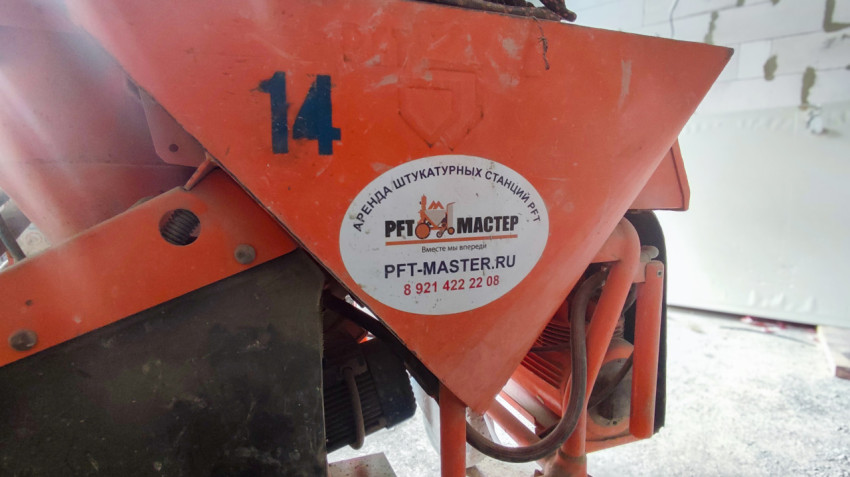 14
АРЕНДА ШТУКАТУРНЫХ СТАНЦИЙ PFT
PFT МАСТЕР
Вместе мы впереди
PFT-MASTER.RU
8 921 422 22 08